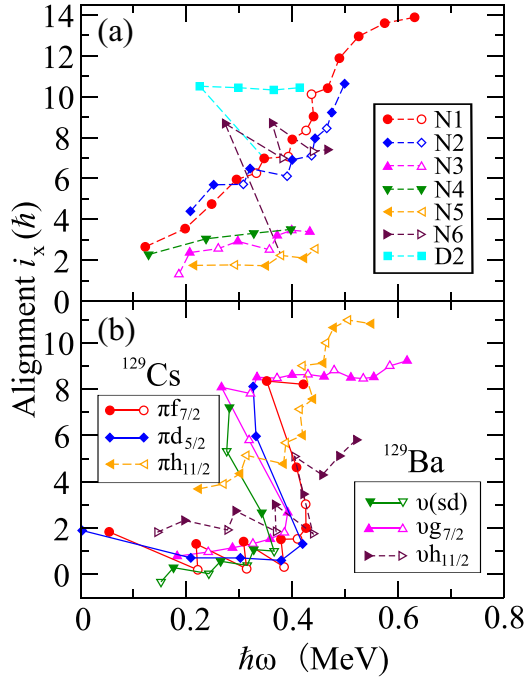 14
12
10
8
6
4
2
0
(a)
N1
N2
N3
N4
N5
N6
D2
Alignment iₓ(ħ)
10
8
6
4
2
0
(b)
¹²⁹Cs
πf₇/₂
πd₅/₂
πh₁₁/₂
¹²⁹Ba
υ(sd)
υg₇/₂
υh₁₁/₂
0 0.2 0.4 0.6 0.8
ħω (MeV)